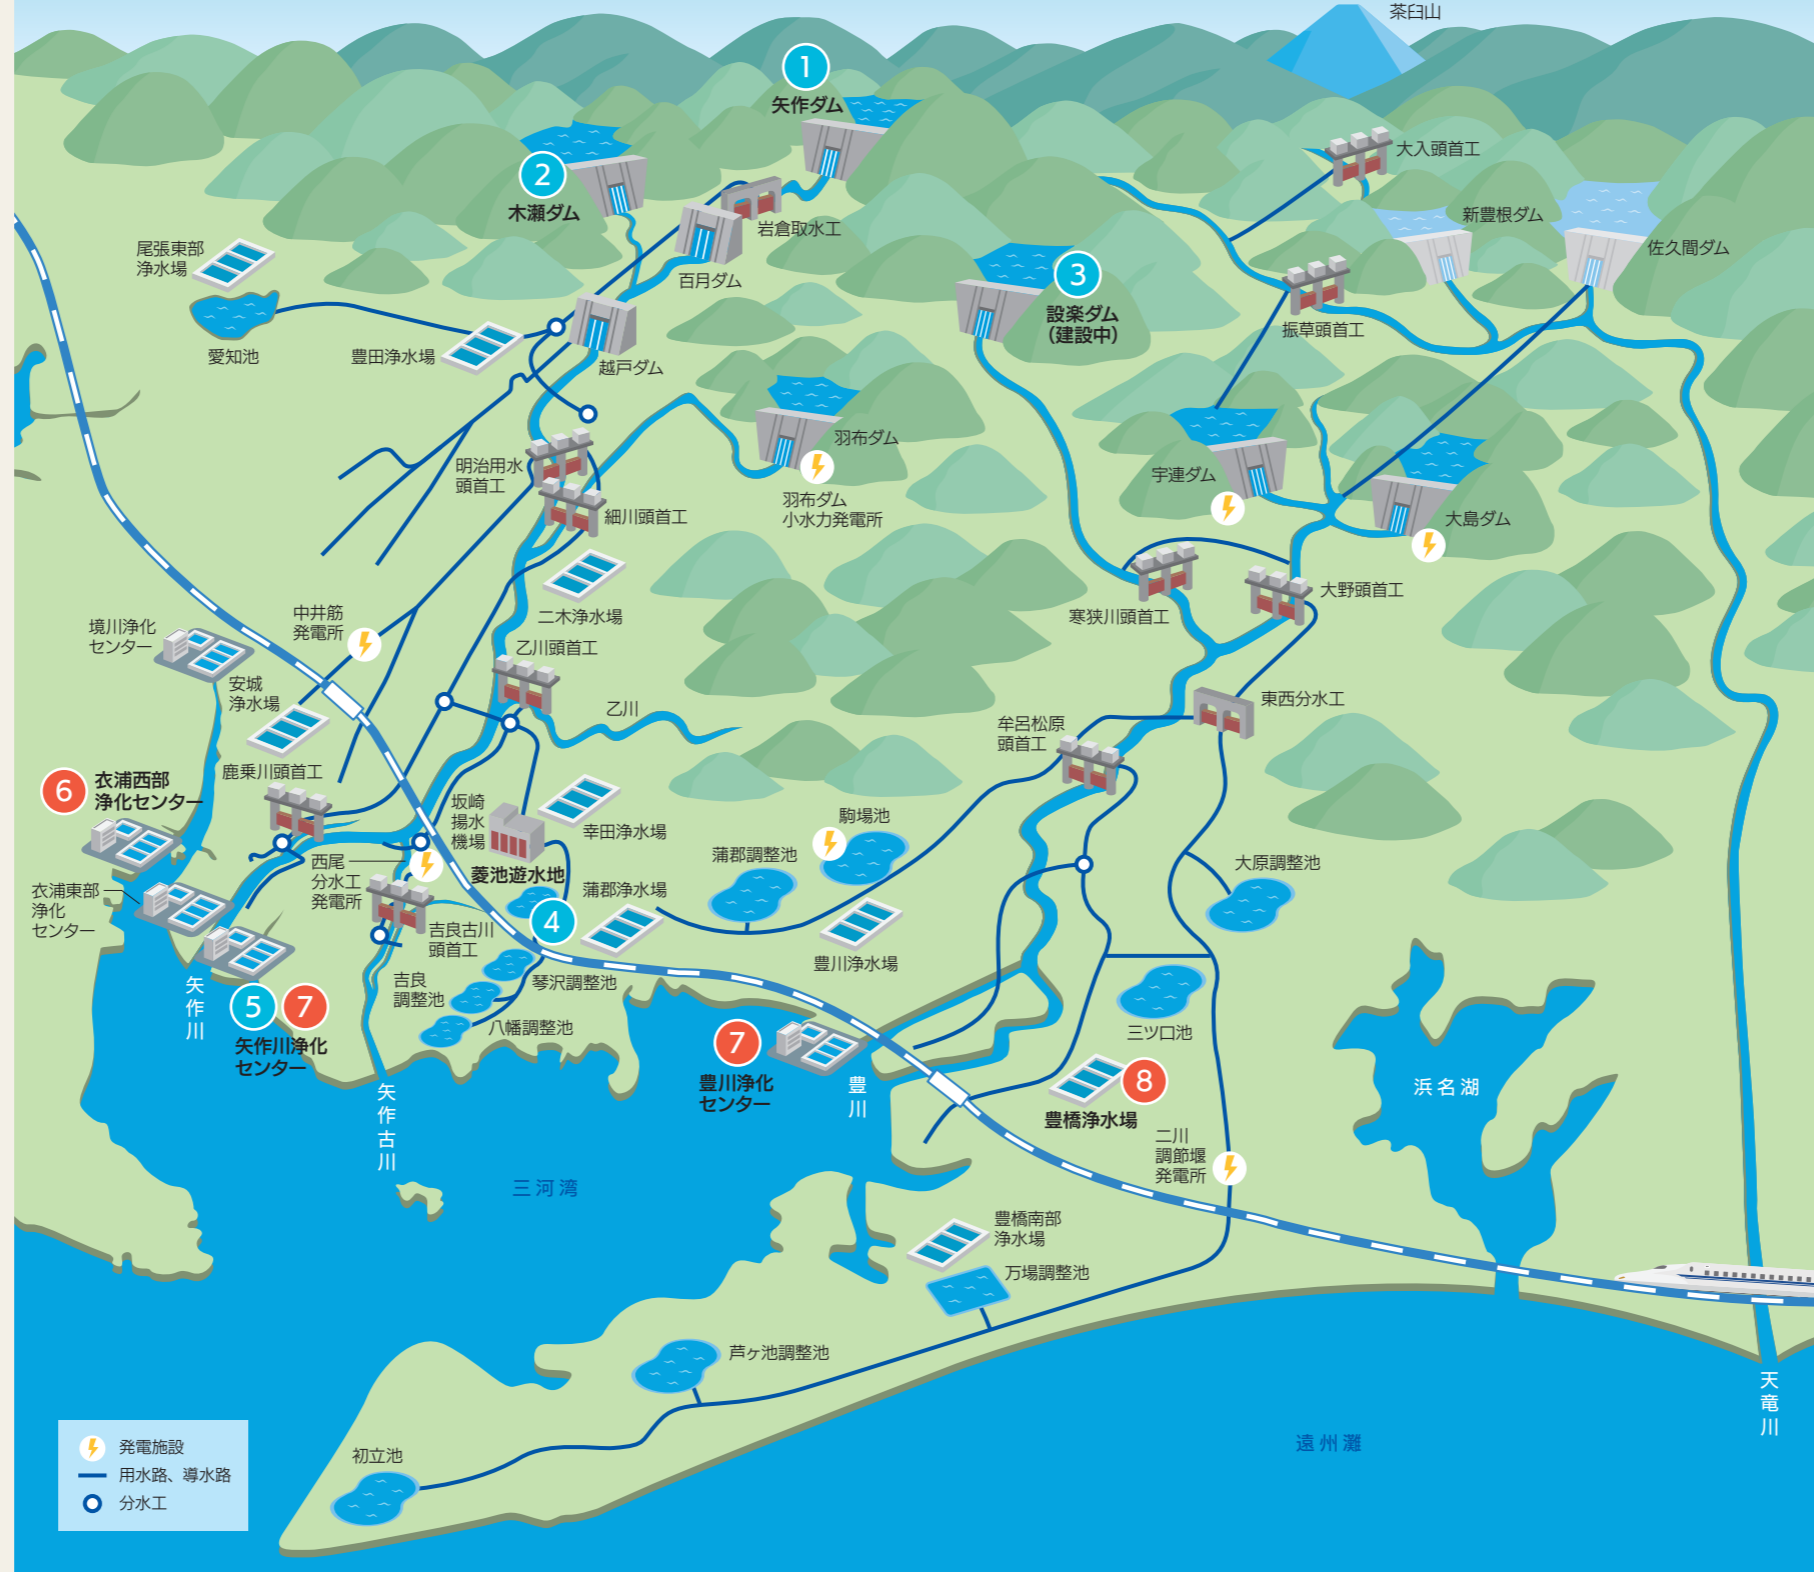 茶臼山
1
矢作ダム
2
木瀬ダム
大入頭首工
岩倉取水工
新豊根ダム
佐久間ダム
尾張東部
浄水場
百月ダム
3
設楽ダム
(建設中)
振草頭首工
愛知池
豊田浄水場
越戸ダム
羽布ダム
明治用水
頭首工
宇連ダム
羽布ダム
小水力発電所
細川頭首工
大島ダム
大野頭首工
寒狭川頭首工
二木浄水場
中井筋
発電所
境川浄化
センター
乙川頭首工
安城
浄水場
乙川
東西分水工
牟呂松原
頭首工
鹿乗川頭首工
6
衣浦西部
浄化センター
坂崎
揚水
機場
幸田浄水場
駒場池
蒲郡調整池
大原調整池
西尾
分水工
発電所
菱池遊水地
4
蒲郡浄水場
衣浦東部
浄化
センター
吉良古川
頭首工
豊川浄水場
琴沢調整池
吉良
調整池
八幡調整池
矢作川
5
7
矢作川浄化
センター
三ツ口池
7
豊川浄化
センター
豊川
8
豊橋浄水場
浜名湖
矢作古川
二川
調節堰
発電所
三河湾
豊橋南部
浄水場
万場調整池
芦ヶ池調整池
天竜川
遠州灘
初立池
発電施設
用水路、導水路
分水工